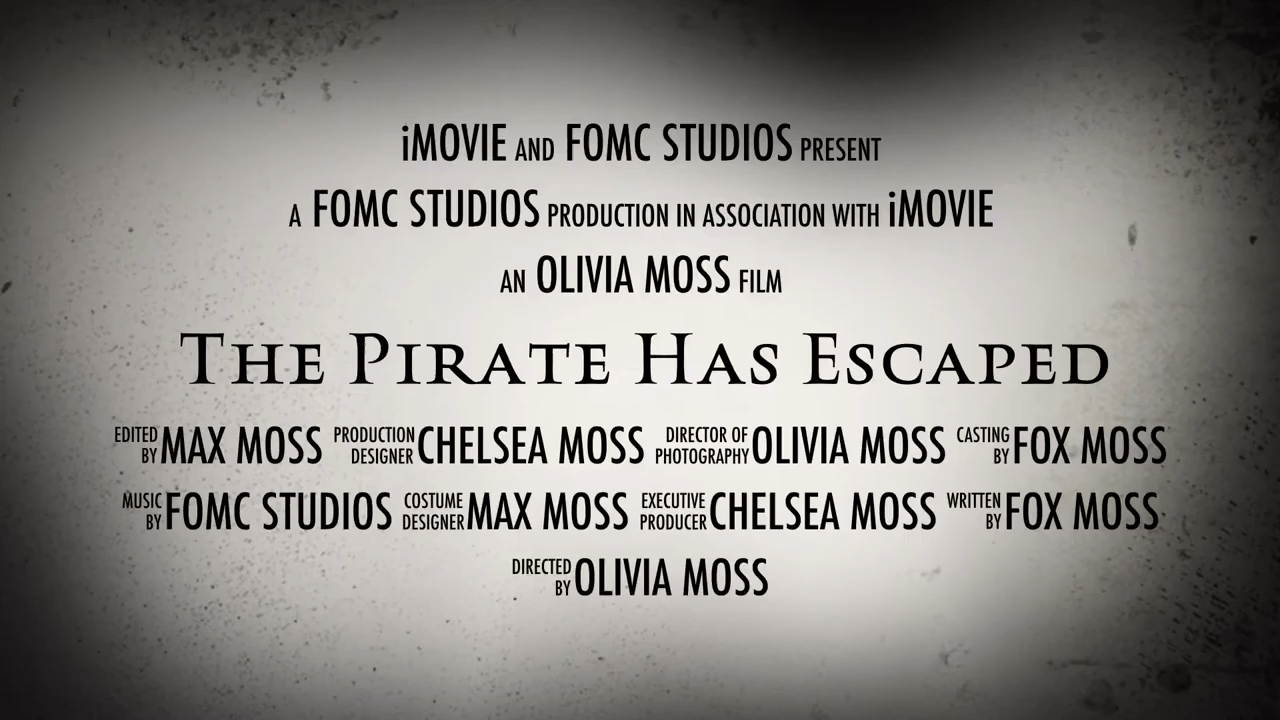 iMOVIE AND FOMC STUDIOS PRESENT
A FOMC STUDIOS PRODUCTION IN ASSOCIATION WITH iMOVIE
AN OLIVIA MOSS FILM
THE PIRATE HAS ESCAPED
EDITED BY MAX MOSS PRODUCTION DESIGNER CHELSEA MOSS DIRECTOR OF PHOTOGRAPHY OLIVIA MOSS CASTING BY FOX MOSS
MUSIC BY FOMC STUDIOS COSTUME DESIGNER MAX MOSS EXECUTIVE PRODUCER CHELSEA MOSS WRITTEN BY FOX MOSS
DIRECTED BY OLIVIA MOSS